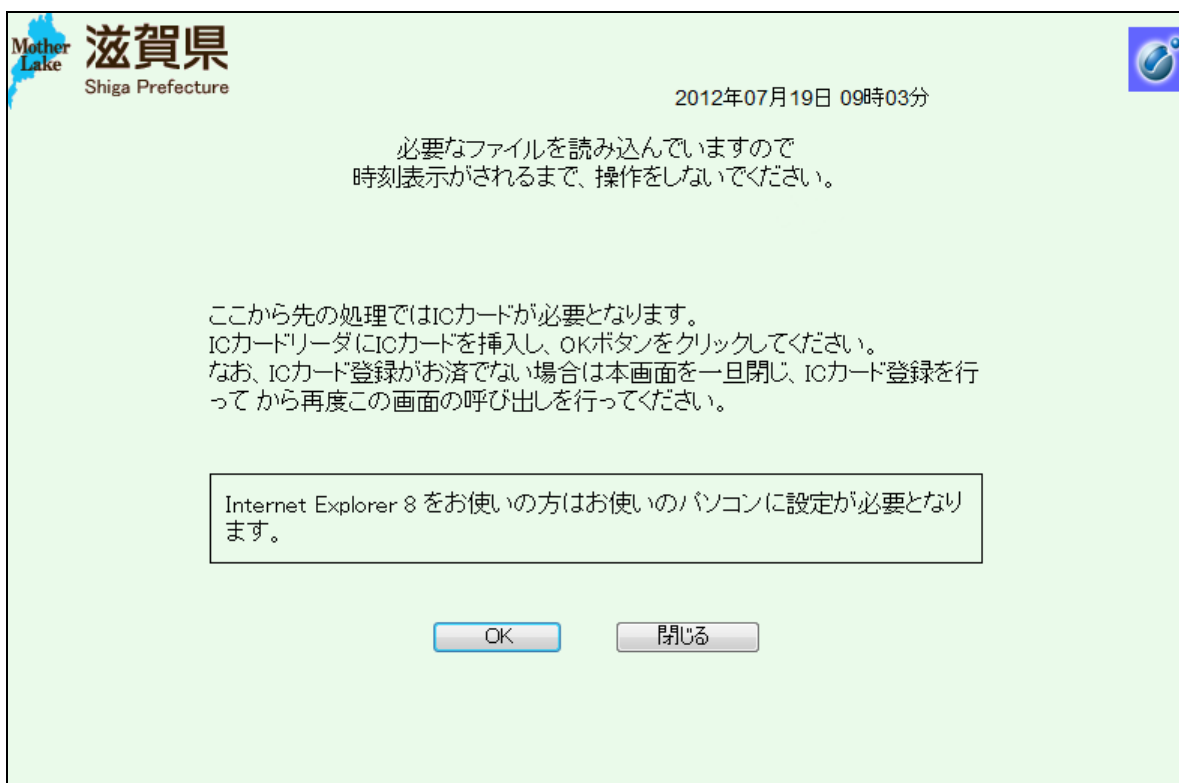 Mother
Lake
滋賀県
Shiga Prefecture
2012年07月19日 09時03分
必要なファイルを読み込んでいますので
時刻表示がされるまで、操作をしないでください。
ここから先の処理ではICカードが必要となります。
ICカードリーダにICカードを挿入し、OKボタンをクリックしてください。
なお、ICカード登録がお済でない場合は本画面を一旦閉じ、ICカード登録を行
って から再度この画面の呼び出しを行ってください。
Internet Explorer 8 をお使いの方はお使いのパソコンに設定が必要となり
ます。
OK 閉じる